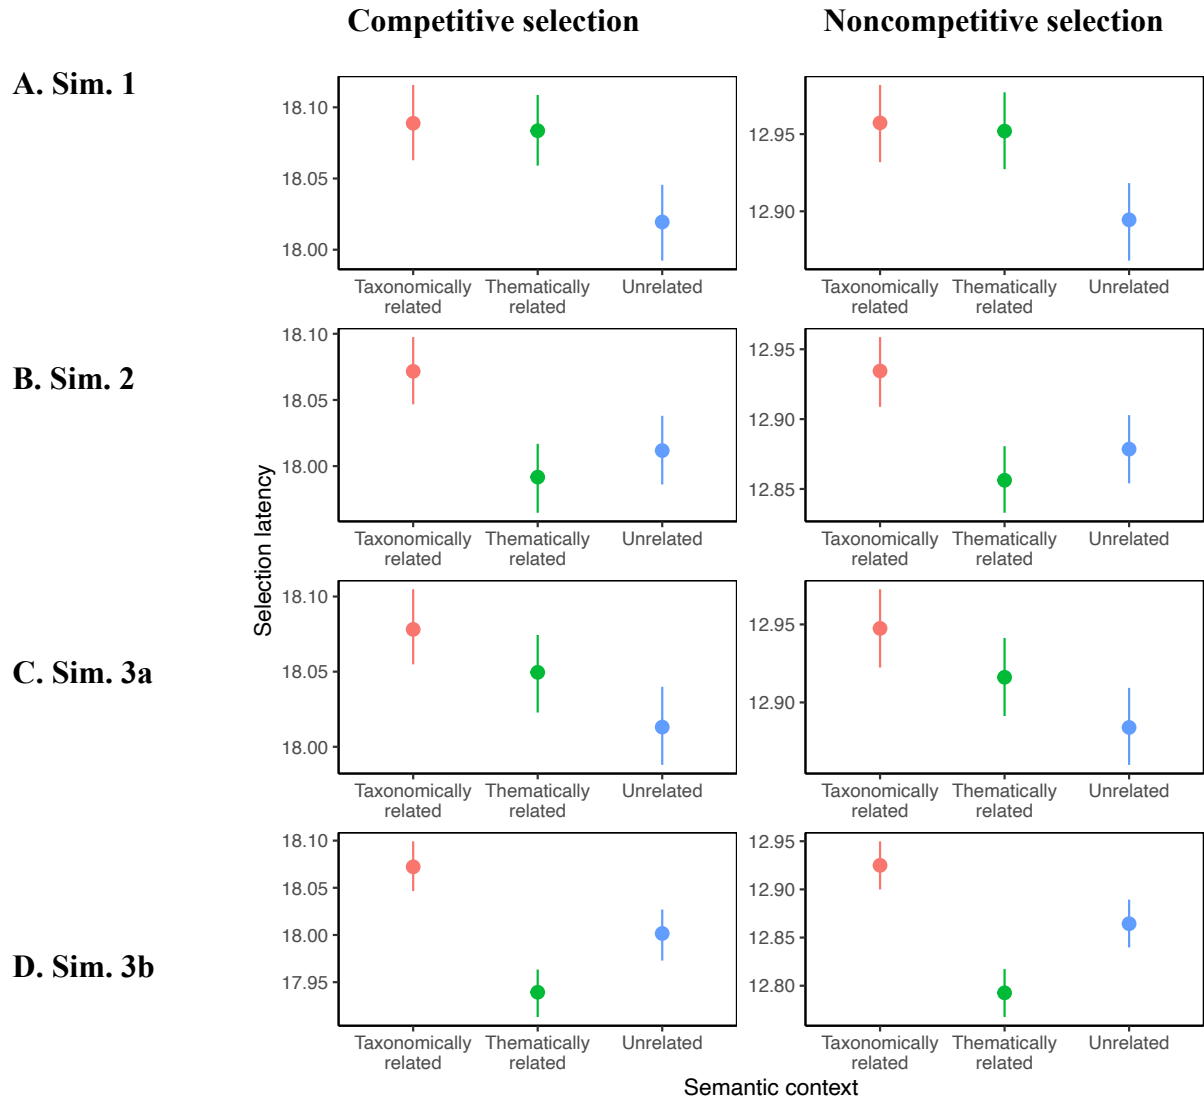 Competitive selection
Noncompetitive selection
A. Sim. 1
18.10
18.05
18.00
Taxonomically
related
Thematically
related
Unrelated
12.95
12.90
Taxonomically
related
Thematically
related
Unrelated
B. Sim. 2
18.10
18.05
18.00
Taxonomically
related
Thematically
related
Unrelated
12.95
12.90
12.85
Taxonomically
related
Thematically
related
Unrelated
Selection latency
C. Sim. 3a
18.10
18.05
18.00
Taxonomically
related
Thematically
related
Unrelated
12.95
12.90
Taxonomically
related
Thematically
related
Unrelated
D. Sim. 3b
18.10
18.05
18.00
17.95
Taxonomically
related
Thematically
related
Unrelated
12.95
12.90
12.85
12.80
Taxonomically
related
Thematically
related
Unrelated
Semantic context